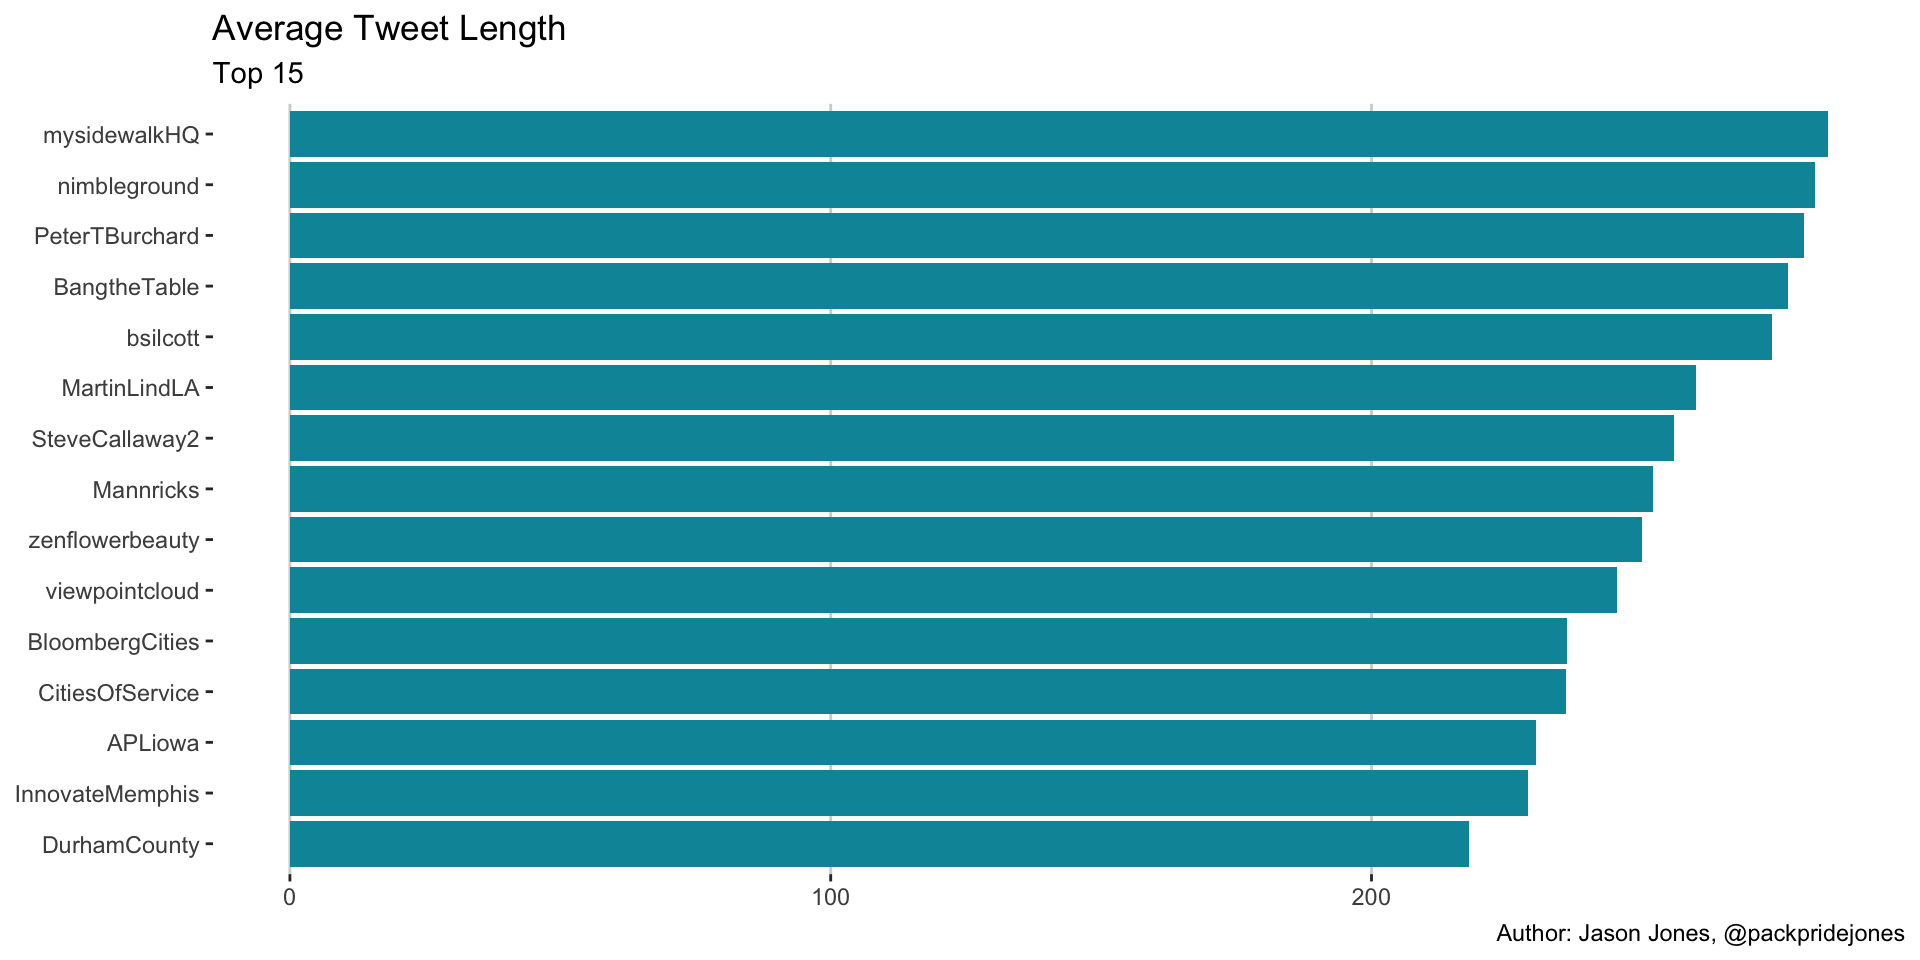 Average Tweet Length
Top 15
mysidewalkHQ
nimbleground
PeterTBurchard
BangtheTable
bsilcott
MartinLindLA
SteveCallaway2
Mannricks
zenflowerbeauty
viewpointcloud
BloombergCities
CitiesOfService
APLiowa
InnovateMemphis
DurhamCounty
0 100 200
Author: Jason Jones, @packpridejones